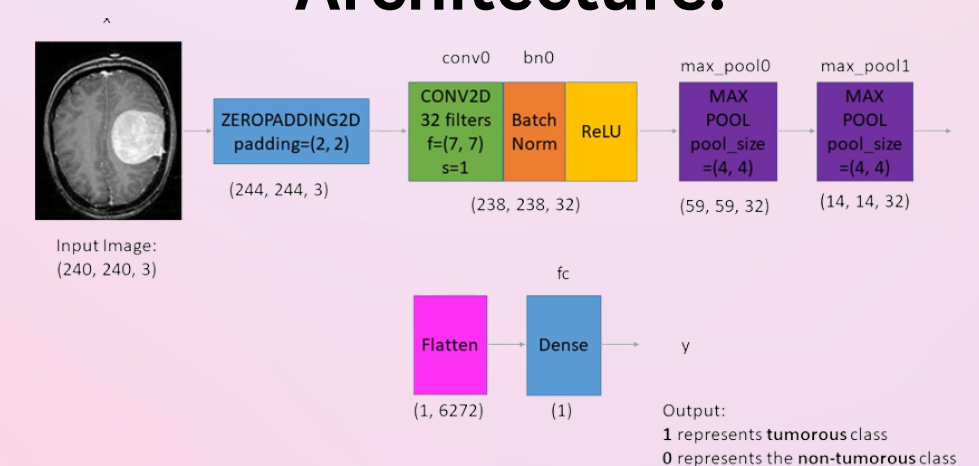 Architecture:
^
conv0 bn0
max_pool0 max_pool1
ZEROPADDING2D
padding=(2, 2)
CONV2D
32 filters
f=(7, 7)
s=1
Batch
Norm
ReLU
MAX
POOL
pool_size
=(4, 4)
MAX
POOL
pool_size
=(4, 4)
(244, 244, 3)
(238, 238, 32)
(59, 59, 32)
(14, 14, 32)
Input Image:
(240, 240, 3)
fc
Flatten
Dense
y
(1, 6272)
(1)
Output:
1 represents tumorous class
0 represents the non-tumorous class